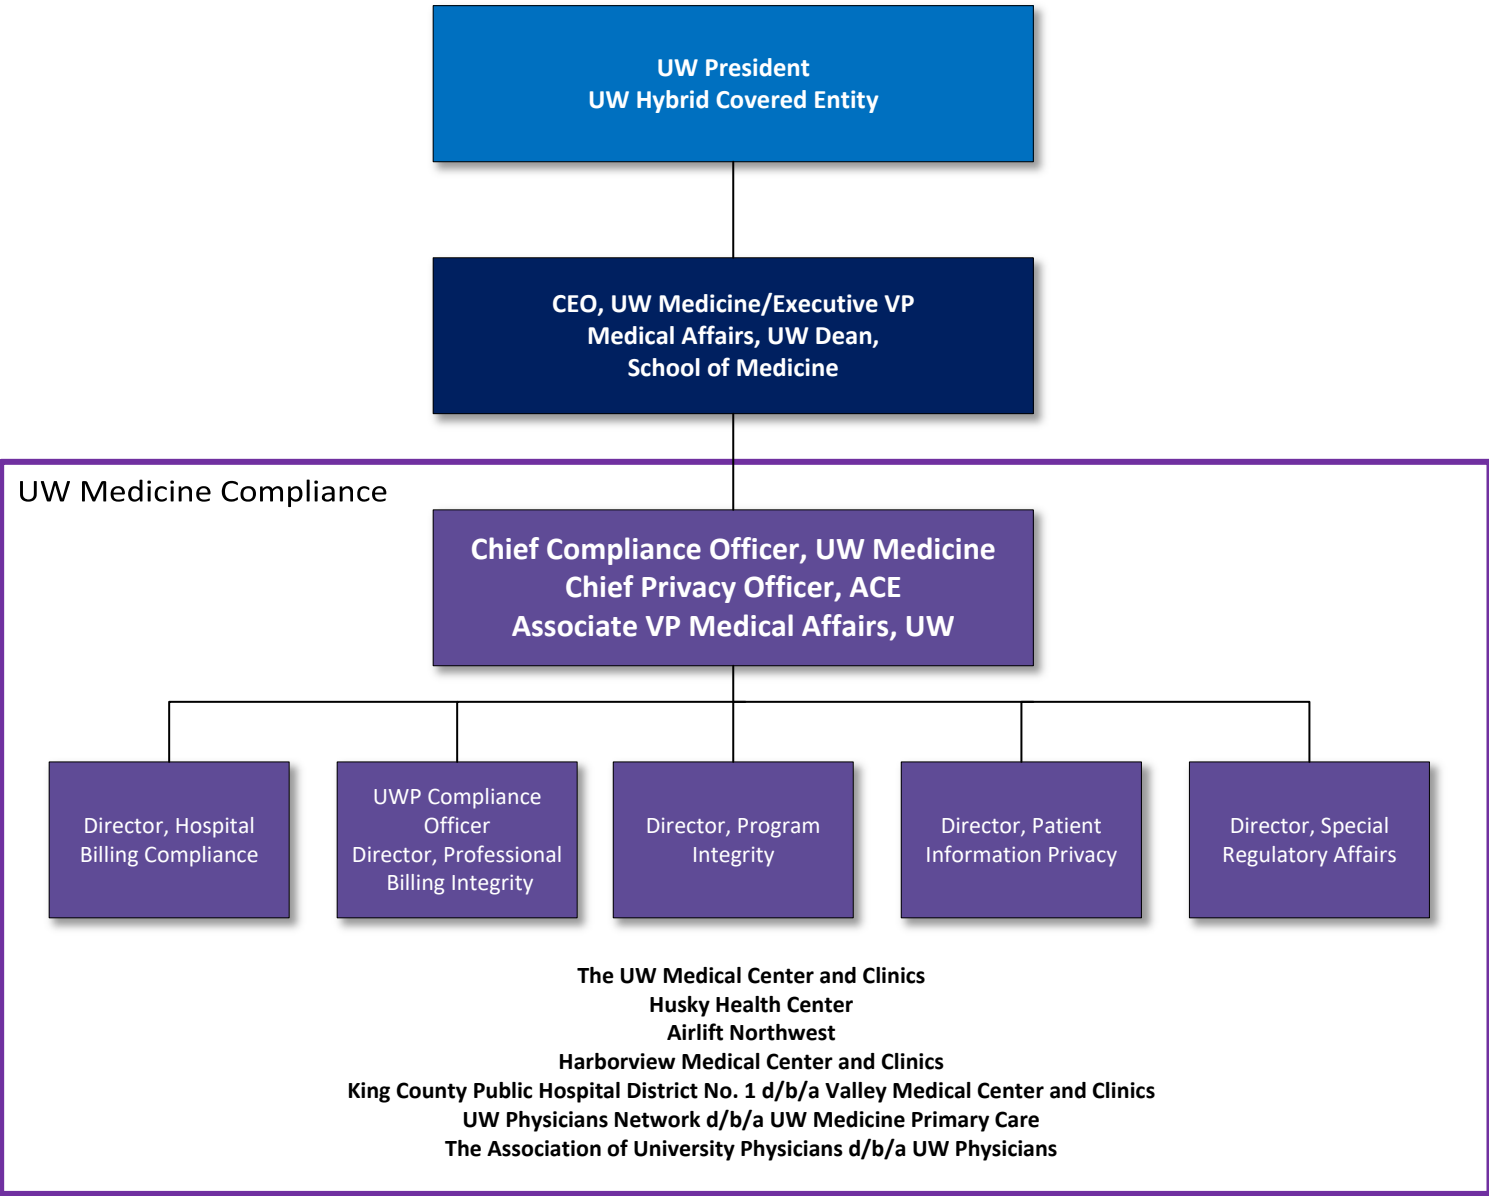 UW President
UW Hybrid Covered Entity
CEO, UW Medicine/Executive VP
Medical Affairs, UW Dean,
School of Medicine
UW Medicine Compliance
Chief Compliance Officer, UW Medicine
Chief Privacy Officer, ACE
Associate VP Medical Affairs, UW
Director, Hospital
Billing Compliance
UWP Compliance
Officer
Director, Professional
Billing Integrity
Director, Program
Integrity
Director, Patient
Information Privacy
Director, Special
Regulatory Affairs
The UW Medical Center and Clinics
Husky Health Center
Airlift Northwest
Harborview Medical Center and Clinics
King County Public Hospital District No. 1 d/b/a Valley Medical Center and Clinics
UW Physicians Network d/b/a UW Medicine Primary Care
The Association of University Physicians d/b/a UW Physicians